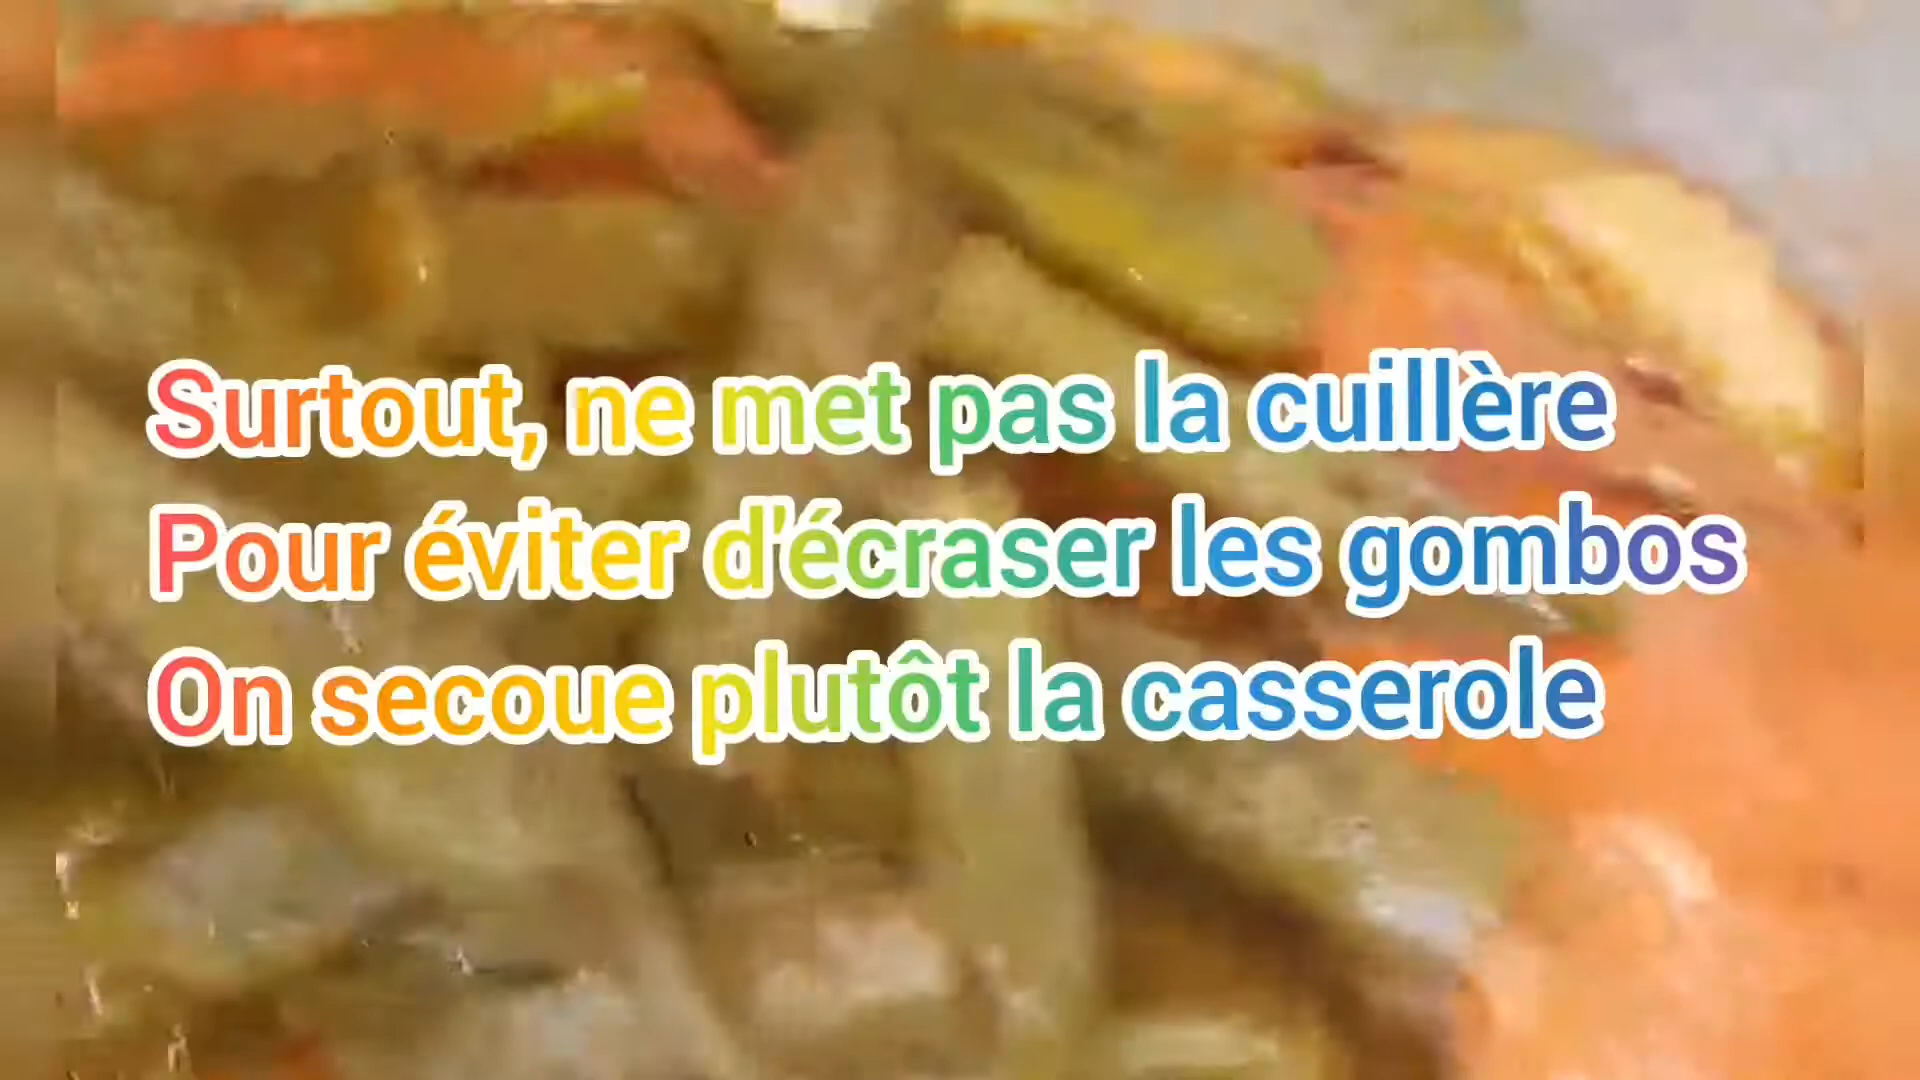 Surtout, ne met pas la cuillère
Pour éviter d'écraser les gombos
On secoue plutôt la casserole